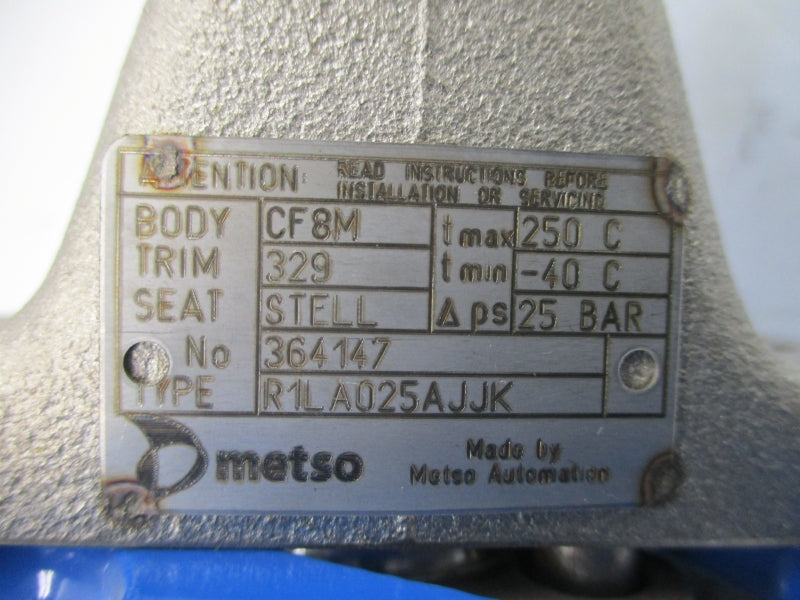 ATTENTION: READ INSTRUCTIONS BEFORE
INSTALLATION OR SERVICING
BODY CF8M t max 250 C
TRIM 329 t min -40 C
SEAT STELL Δ ps 25 BAR
No 364147
TYPE R1LA025AJJK
metso Made by
Metso Automation